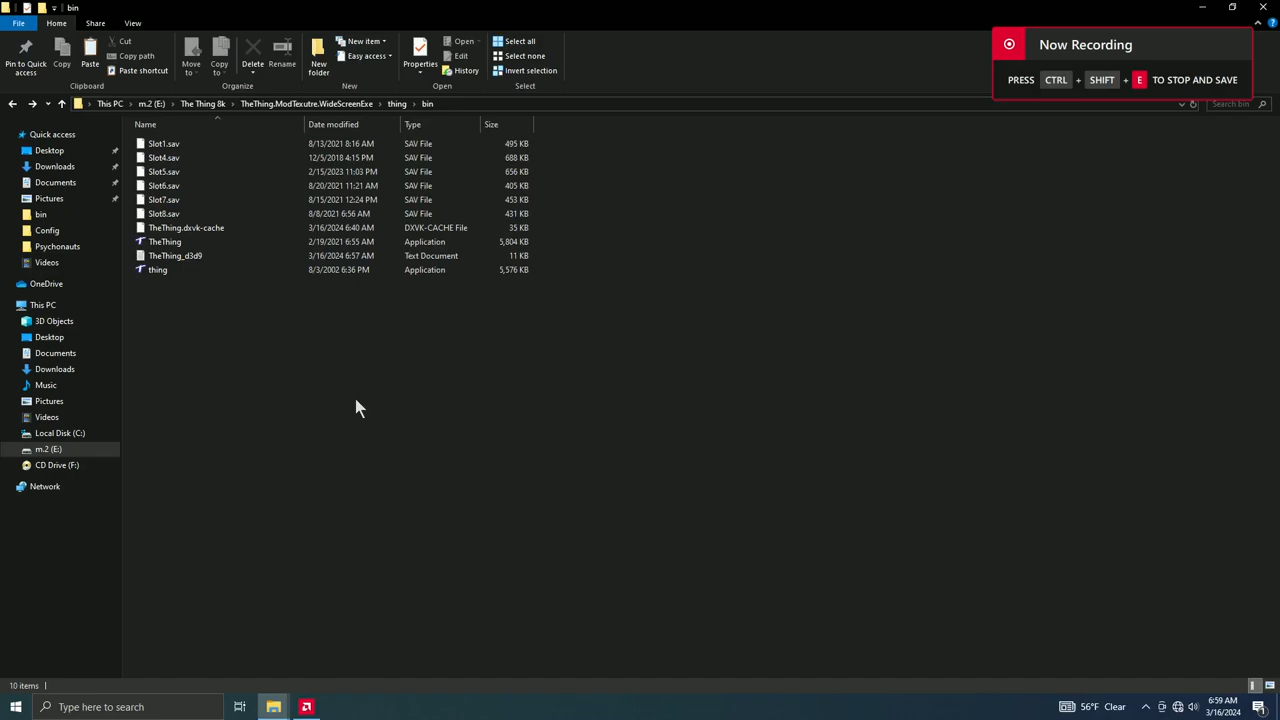 bin
File Home Share View
Pin to Quick access
Copy
Paste
Cut
Copy path
Paste shortcut
Clipboard
Move to
Copy to
Delete
Rename
Organize
New folder
New item
Easy access
New
Properties
Open
Edit
History
Open
Select all
Select none
Invert selection
Select
Now Recording
PRESS CTRL + SHIFT + E TO STOP AND SAVE
This PC › m.2 (E:) › The Thing 8k › TheThing.ModTexutre.WideScreenExe › thing › bin
Search bin
Name Date modified Type Size
Slot1.sav 8/13/2021 8:16 AM SAV File 495 KB
Slot4.sav 12/5/2018 4:15 PM SAV File 688 KB
Slot5.sav 2/15/2023 11:03 PM SAV File 656 KB
Slot6.sav 8/20/2021 11:21 AM SAV File 405 KB
Slot7.sav 8/15/2021 12:24 PM SAV File 453 KB
Slot8.sav 8/8/2021 6:56 AM SAV File 431 KB
TheThing.dxvk-cache 3/16/2024 6:40 AM DXVK-CACHE File 35 KB
TheThing 2/19/2021 6:55 AM Application 5,804 KB
TheThing_d3d9 3/16/2024 6:57 AM Text Document 11 KB
thing 8/3/2002 6:36 PM Application 5,576 KB
Quick access
Desktop
Downloads
Documents
Pictures
bin
Config
Psychonauts
Videos
OneDrive
This PC
3D Objects
Desktop
Documents
Downloads
Music
Pictures
Videos
Local Disk (C:)
m.2 (E:)
CD Drive (F:)
Network
10 items
Type here to search
56°F Clear
6:59 AM
3/16/2024
1